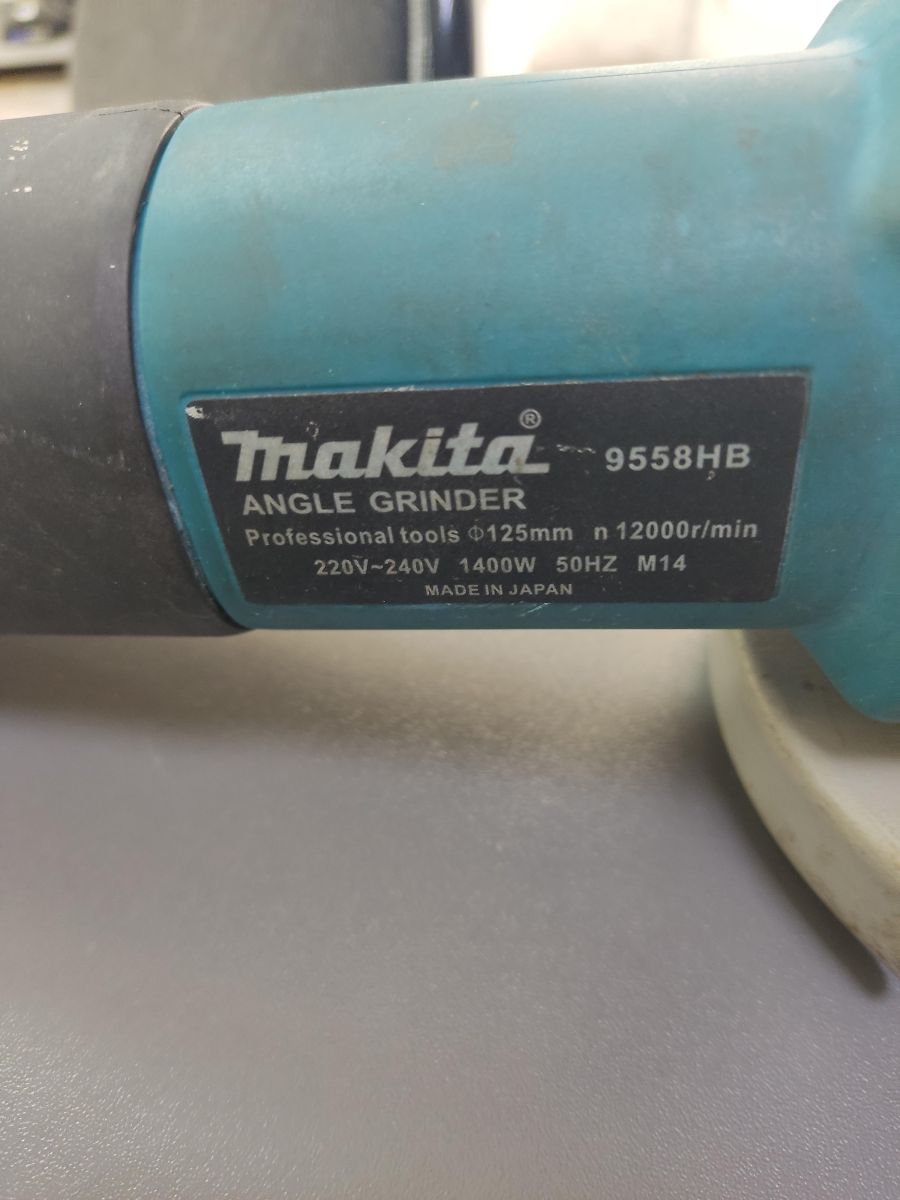 makita® 9558HB
ANGLE GRINDER
Professional tools Φ125mm n 12000r/min
220V~240V 1400W 50HZ M14
MADE IN JAPAN